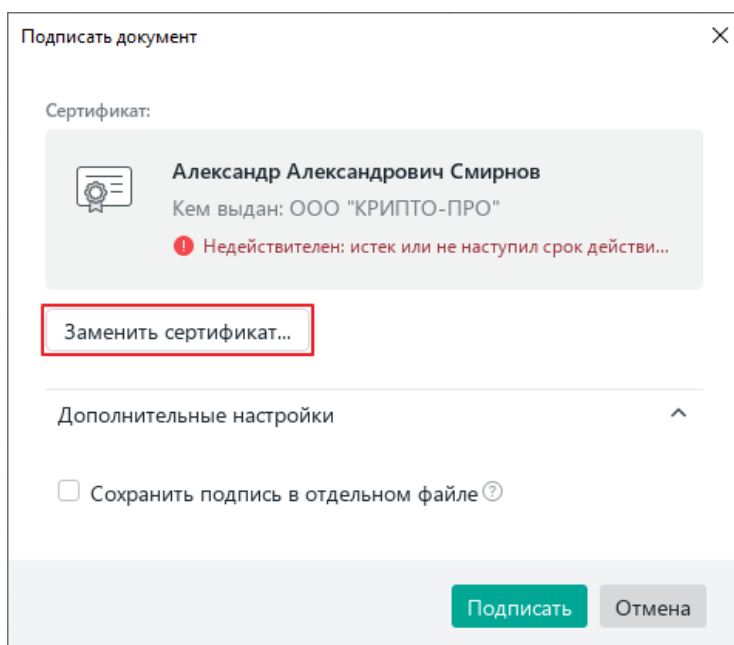 Подписать документ
Сертификат:
Александр Александрович Смирнов
Кем выдан: ООО "КРИПТО-ПРО"
Недействителен: истек или не наступил срок действи...
Заменить сертификат...
Дополнительные настройки
Сохранить подпись в отдельном файле
Подписать Отмена